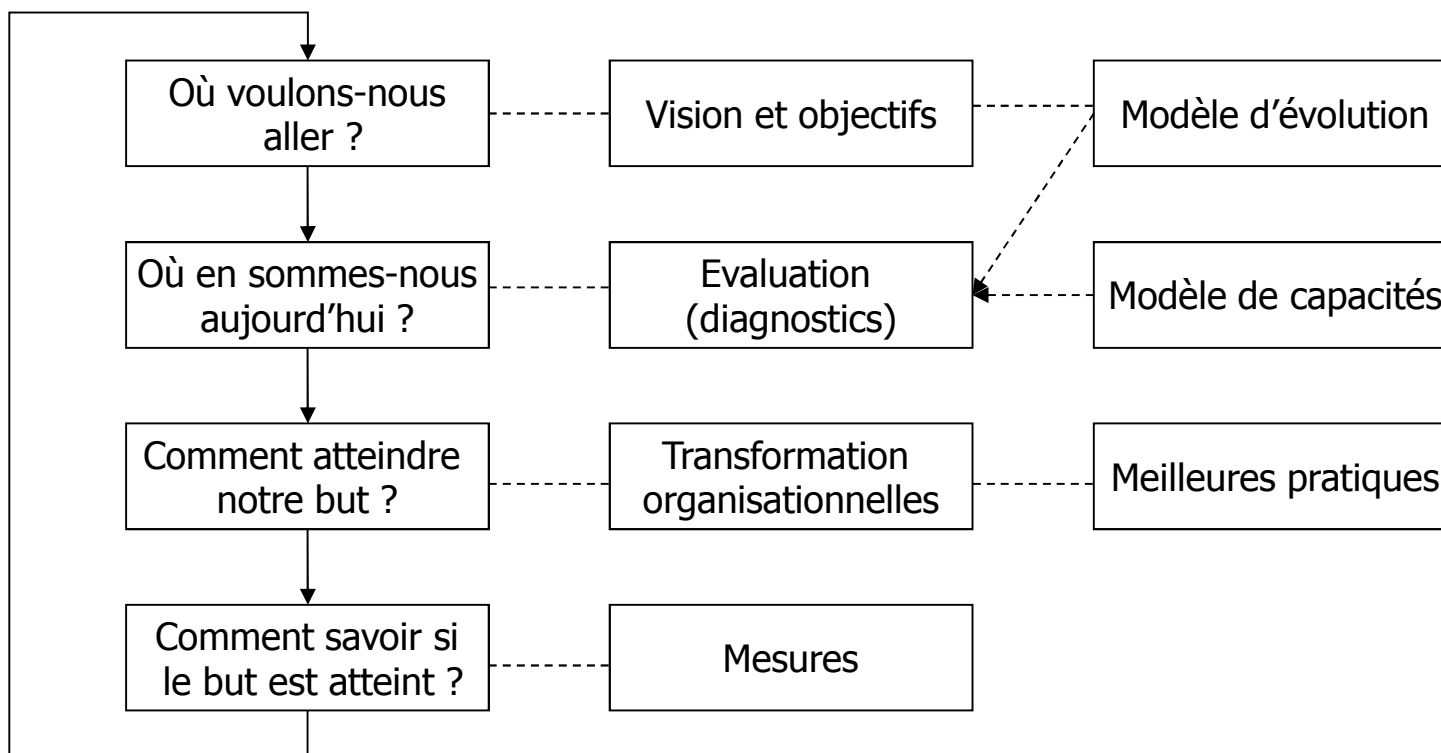 Où voulons-nous
aller ?
Vision et objectifs
Modèle d'évolution
Où en sommes-nous
aujourd'hui ?
Evaluation
(diagnostics)
Modèle de capacités
Comment atteindre
notre but ?
Transformation
organisationnelles
Meilleures pratiques
Comment savoir si
le but est atteint ?
Mesures